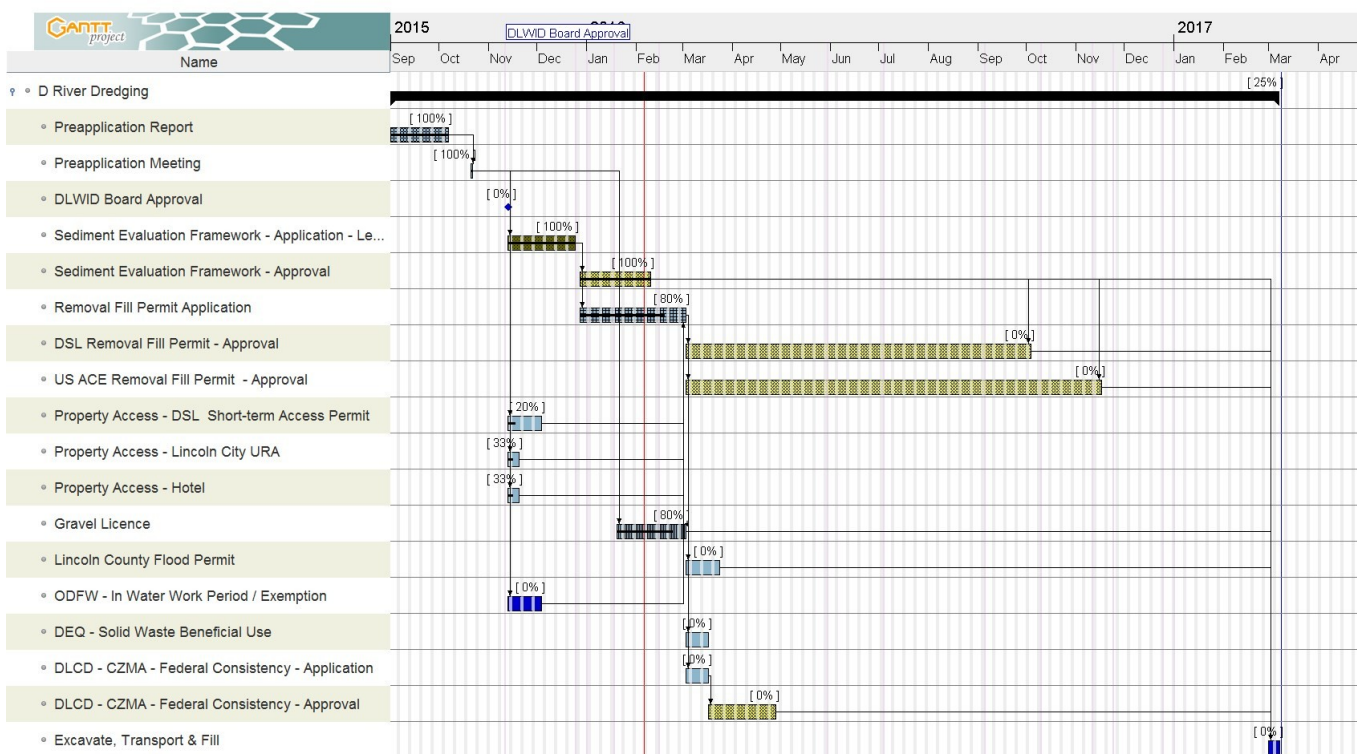 GANTT
project
2015
2017
DLWID Board Approval
Name
Sep Oct Nov Dec Jan Feb Mar Apr May Jun Jul Aug Sep Oct Nov Dec Jan Feb Mar Apr
D River Dredging
[ 25% ]
Preapplication Report
[ 100% ]
Preapplication Meeting
[ 100% ]
DLWID Board Approval
[ 0% ]
Sediment Evaluation Framework - Application - Le...
[ 100% ]
Sediment Evaluation Framework - Approval
[ 100% ]
Removal Fill Permit Application
[ 80% ]
DSL Removal Fill Permit - Approval
[ 0% ]
US ACE Removal Fill Permit - Approval
[ 0% ]
Property Access - DSL Short-term Access Permit
[ 20% ]
Property Access - Lincoln City URA
[ 33% ]
Property Access - Hotel
[ 33% ]
Gravel Licence
[ 80% ]
Lincoln County Flood Permit
[ 0% ]
ODFW - In Water Work Period / Exemption
[ 0% ]
DEQ - Solid Waste Beneficial Use
[ 0% ]
DLCD - CZMA - Federal Consistency - Application
[ 0% ]
DLCD - CZMA - Federal Consistency - Approval
[ 0% ]
Excavate, Transport & Fill
[ 0% ]